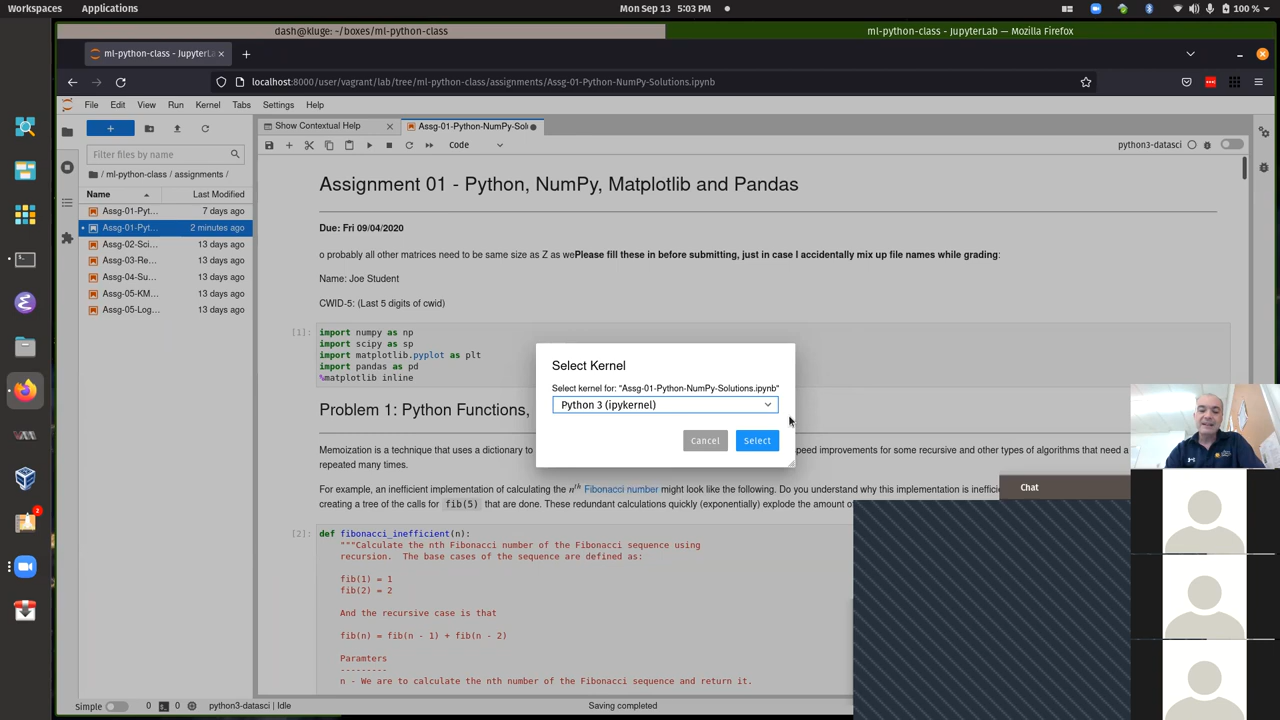 Workspaces Applications Mon Sep 13 5:03 PM 100 %
dash@kluge: ~/boxes/ml-python-class ml-python-class - JupyterLab — Mozilla Firefox
ml-python-class - JupyterLa
localhost:8000/user/vagrant/lab/tree/ml-python-class/assignments/Assg-01-Python-NumPy-Solutions.ipynb
File Edit View Run Kernel Tabs Settings Help
Show Contextual Help Assg-01-Python-NumPy-Sol
Code python3-datasci
Filter files by name
/ ml-python-class / assignments /
Name Last Modified
Assg-01-Pyt... 7 days ago
Assg-01-Pyt... 2 minutes ago
Assg-02-Sci... 13 days ago
Assg-03-Re... 13 days ago
Assg-04-Su... 13 days ago
Assg-05-KM... 13 days ago
Assg-05-Log... 13 days ago
Assignment 01 - Python, NumPy, Matplotlib and Pandas
Due: Fri 09/04/2020
o probably all other matrices need to be same size as Z as wePlease fill these in before submitting, just in case I accidentally mix up file names while grading:
Name: Joe Student
CWID-5: (Last 5 digits of cwid)
[1]: import numpy as np
import scipy as sp
import matplotlib.pyplot as plt
import pandas as pd
%matplotlib inline
Select Kernel
Select kernel for: "Assg-01-Python-NumPy-Solutions.ipynb"
Python 3 (ipykernel)
Cancel Select
Problem 1: Python Functions,
Memoization is a technique that uses a dictionary to speed improvements for some recursive and other types of algorithms that need a
repeated many times.
For example, an inefficient implementation of calculating the nth Fibonacci number might look like the following. Do you understand why this implementation is ineffici
creating a tree of the calls for fib(5) that are done. These redundant calculations quickly (exponentially) explode the amount o
Chat
[2]: def fibonacci_inefficient(n):
"""Calculate the nth Fibonacci number of the Fibonacci sequence using
recursion. The base cases of the sequence are defined as:
fib(1) = 1
fib(2) = 2
And the recursive case is that
fib(n) = fib(n - 1) + fib(n - 2)
Paramters
---------
n - We are to calculate the nth number of the Fibonacci sequence and return it.
2
Simple 0 0 python3-datasci | Idle Saving completed